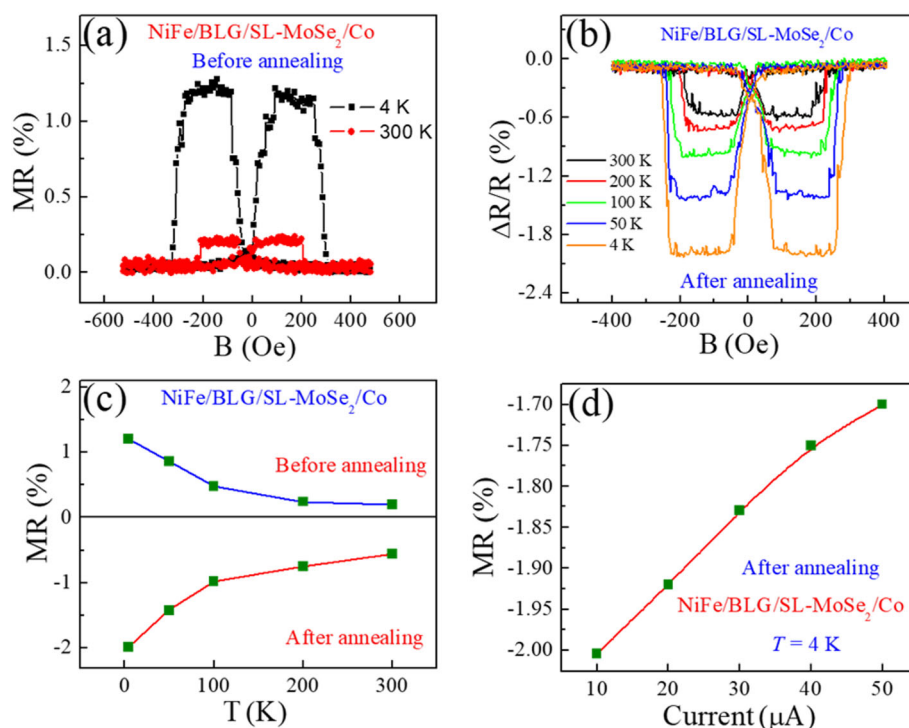 (a)
NiFe/BLG/SL-MoSe₂/Co
Before annealing
4 K
300 K
MR (%)
1.5
1.0
0.5
0.0
-600 -400 -200 0 200 400 600
B (Oe)
(b)
NiFe/BLG/SL-MoSe₂/Co
ΔR/R (%)
0.0
-0.6
-1.2
-1.8
-2.4
300 K
200 K
100 K
50 K
4 K
After annealing
-400 -200 0 200 400
B (Oe)
(c)
NiFe/BLG/SL-MoSe₂/Co
Before annealing
MR (%)
2
1
0
-1
-2
After annealing
0 100 200 300
T (K)
(d)
MR (%)
-1.70
-1.75
-1.80
-1.85
-1.90
-1.95
-2.00
After annealing
NiFe/BLG/SL-MoSe₂/Co
T = 4 K
10 20 30 40 50
Current (μA)